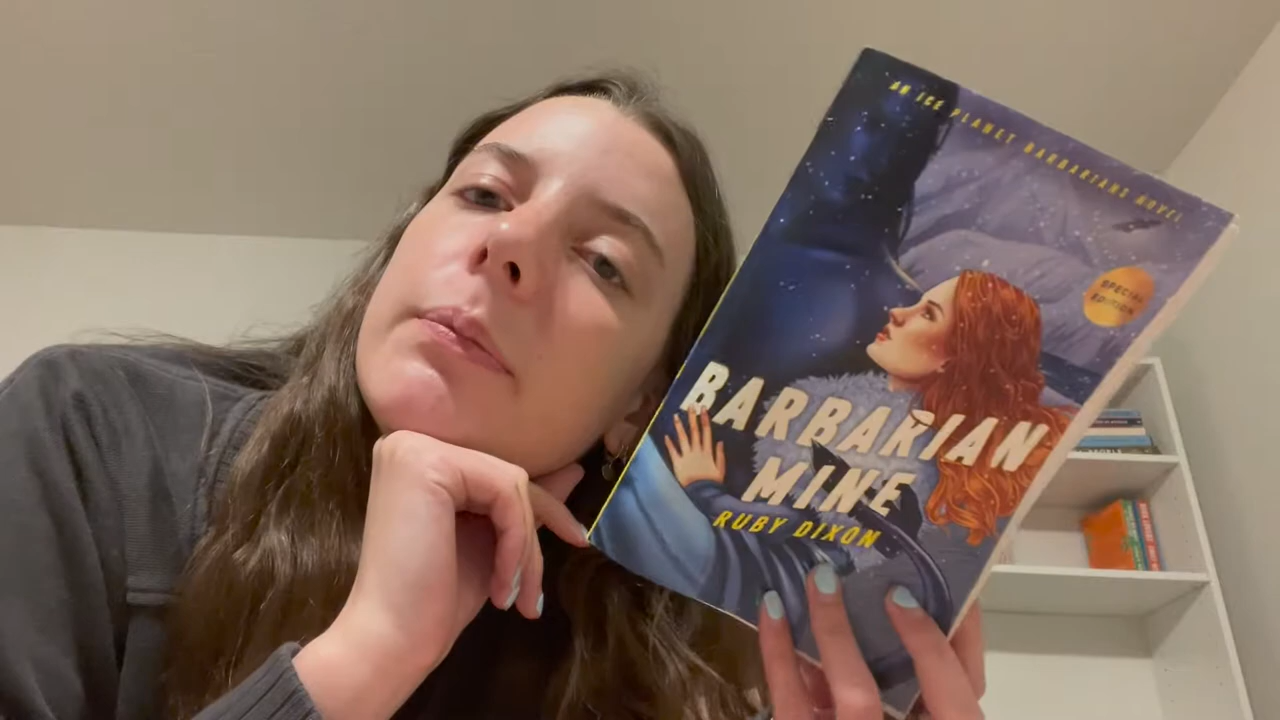 AN ICE PLANET BARBARIANS NOVEL
SPECIAL
EDITION
BARBARIAN
MINE
RUBY DIXON